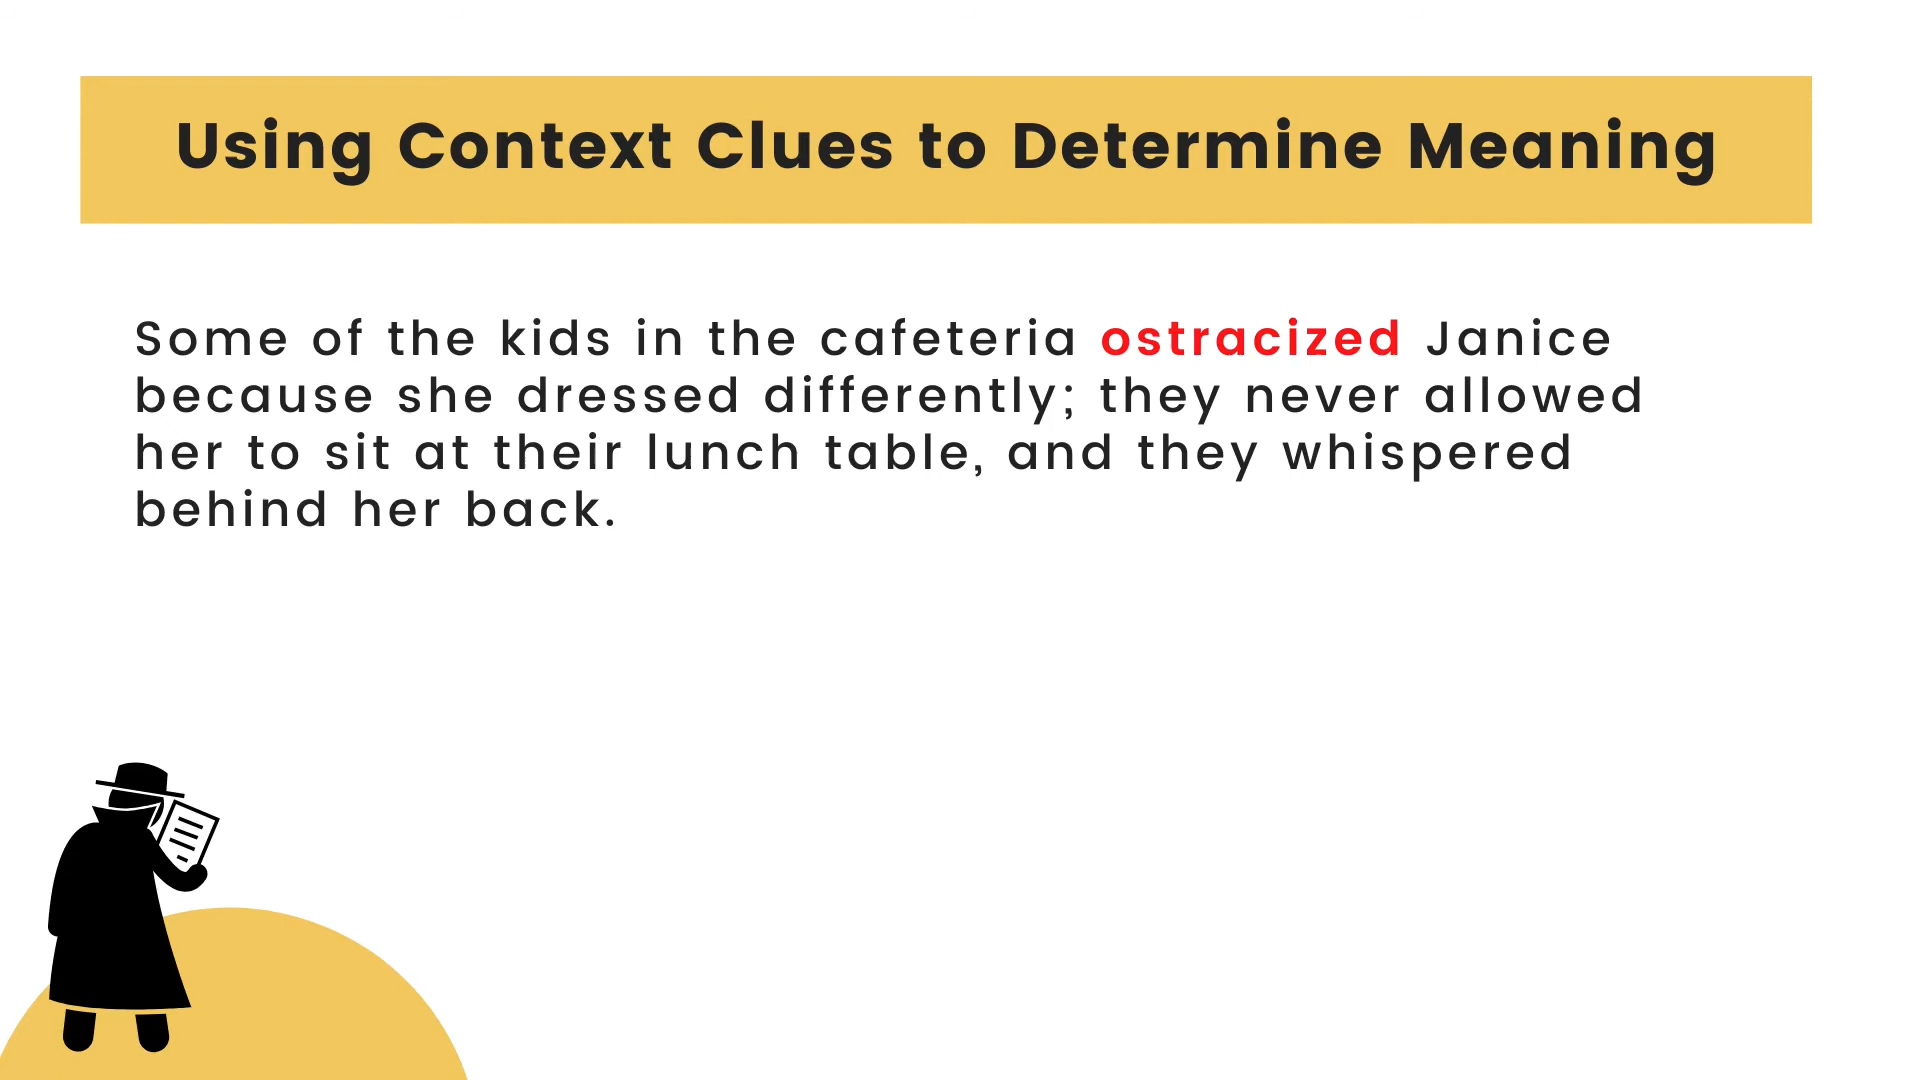 Using Context Clues to Determine Meaning
Some of the kids in the cafeteria ostracized Janice
because she dressed differently; they never allowed
her to sit at their lunch table, and they whispered
behind her back.